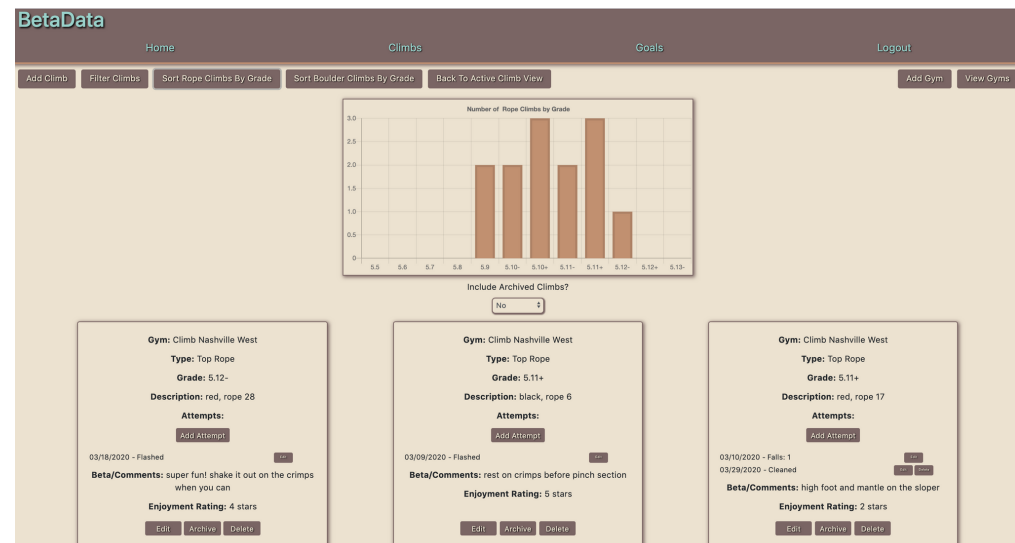 BetaData
Home Climbs Goals Logout
Add Climb Filter Climbs Sort Rope Climbs By Grade Sort Boulder Climbs By Grade Back To Active Climb View Add Gym View Gyms
Number of Rope Climbs by Grade
3.0
2.5
2.0
1.5
1.0
0.5
0
5.5 5.6 5.7 5.8 5.9 5.10- 5.10+ 5.11- 5.11+ 5.12- 5.12+ 5.13-
Include Archived Climbs?
No
Gym: Climb Nashville West
Type: Top Rope
Grade: 5.12-
Description: red, rope 28
Attempts:
Add Attempt
03/18/2020 - Flashed Edit
Beta/Comments: super fun! shake it out on the crimps
when you can
Enjoyment Rating: 4 stars
Edit Archive Delete
Gym: Climb Nashville West
Type: Top Rope
Grade: 5.11+
Description: black, rope 6
Attempts:
Add Attempt
03/09/2020 - Flashed Edit
Beta/Comments: rest on crimps before pinch section
Enjoyment Rating: 5 stars
Edit Archive Delete
Gym: Climb Nashville West
Type: Top Rope
Grade: 5.11+
Description: red, rope 17
Attempts:
Add Attempt
03/10/2020 - Falls: 1 Edit
03/29/2020 - Cleaned Edit Delete
Beta/Comments: high foot and mantle on the sloper
Enjoyment Rating: 2 stars
Edit Archive Delete